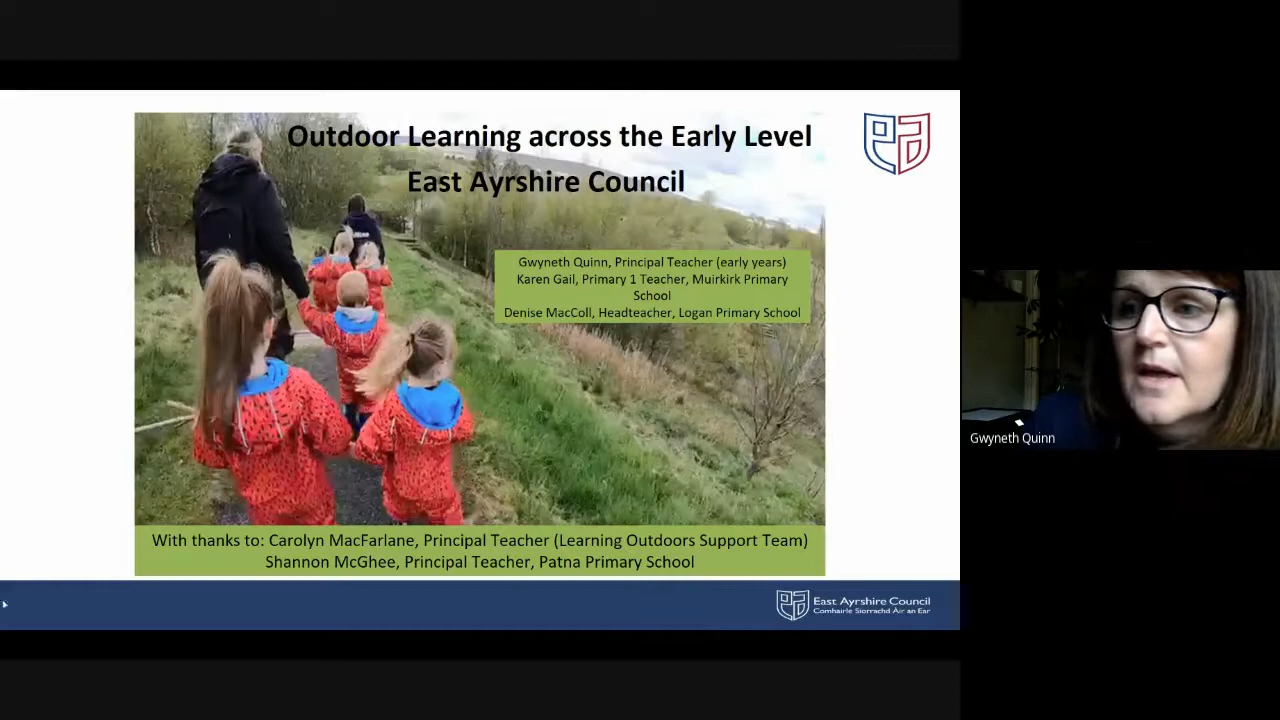 Outdoor Learning across the Early Level
East Ayrshire Council
Gwyneth Quinn, Principal Teacher (early years)
Karen Gail, Primary 1 Teacher, Muirkirk Primary
School
Denise MacColl, Headteacher, Logan Primary School
Gwyneth Quinn
With thanks to: Carolyn MacFarlane, Principal Teacher (Learning Outdoors Support Team)
Shannon McGhee, Principal Teacher, Patna Primary School
East Ayrshire Council
Comhairle Siorrachd Àir an Ear